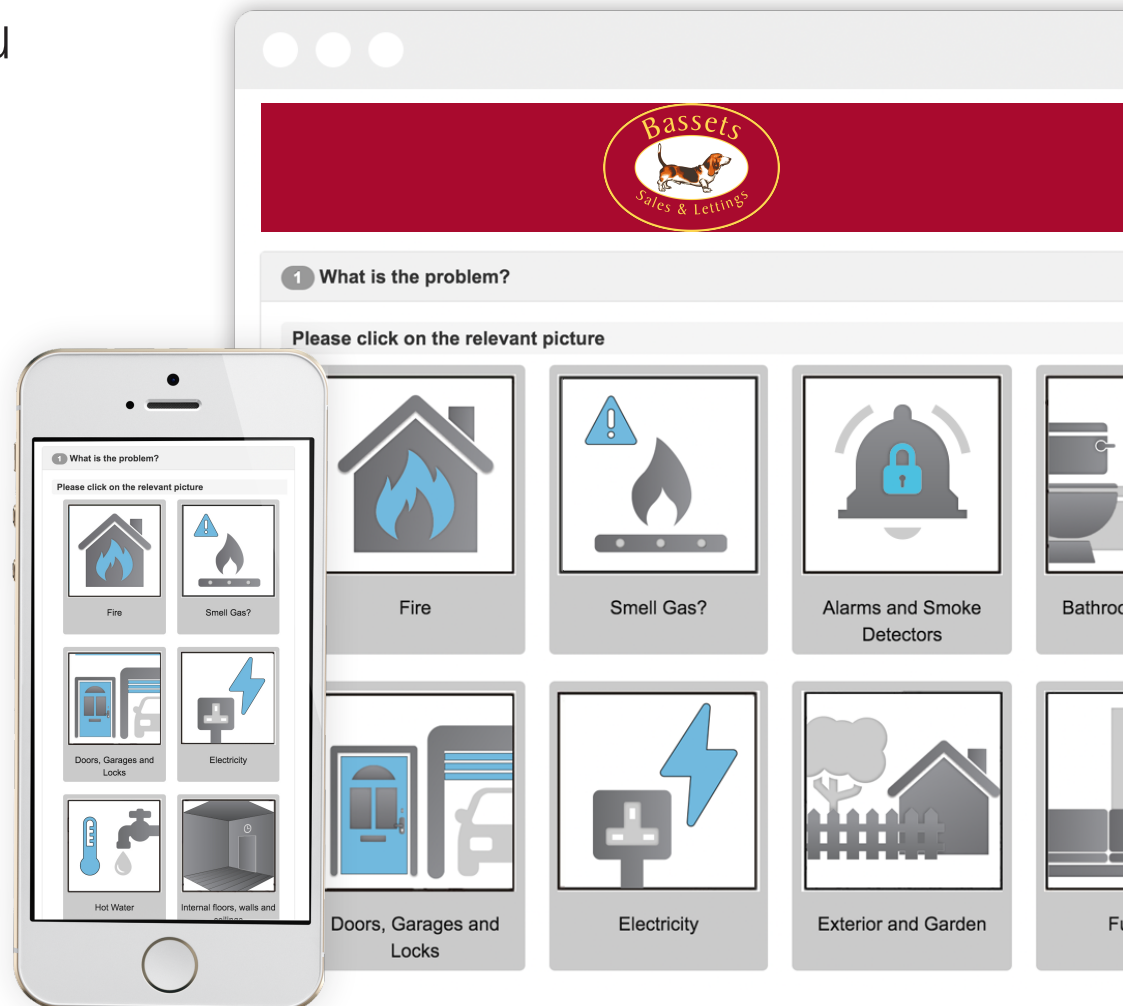 Bassets
Sales & Lettings
1 What is the problem?
Please click on the relevant picture
Fire
Smell Gas?
Alarms and Smoke
Detectors
Doors, Garages and
Locks
Electricity
Exterior and Garden
1 What is the problem?
Please click on the relevant picture
Fire
Smell Gas?
Doors, Garages and
Locks
Electricity
Hot Water
Internal floors, walls and